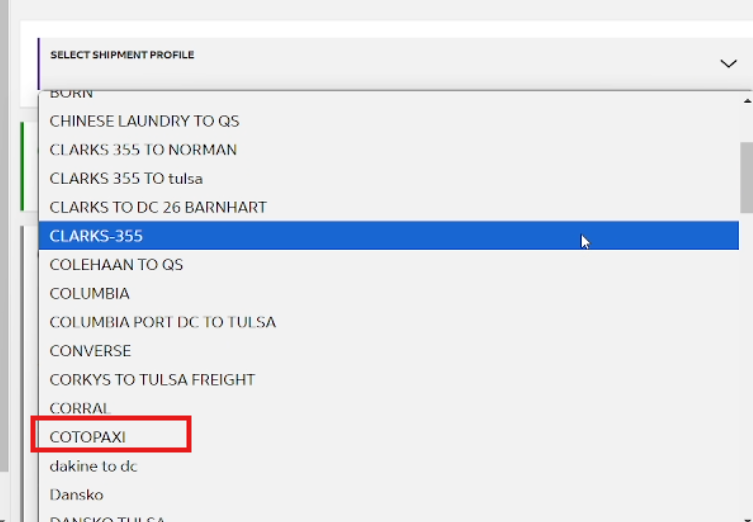 SELECT SHIPMENT PROFILE
BORN
CHINESE LAUNDRY TO QS
CLARKS 355 TO NORMAN
CLARKS 355 TO tulsa
CLARKS TO DC 26 BARNHART
CLARKS-355
COLEHAAN TO QS
COLUMBIA
COLUMBIA PORT DC TO TULSA
CONVERSE
CORKYS TO TULSA FREIGHT
CORRAL
COTOPAXI
dakine to dc
Dansko
DANSKO TULSA